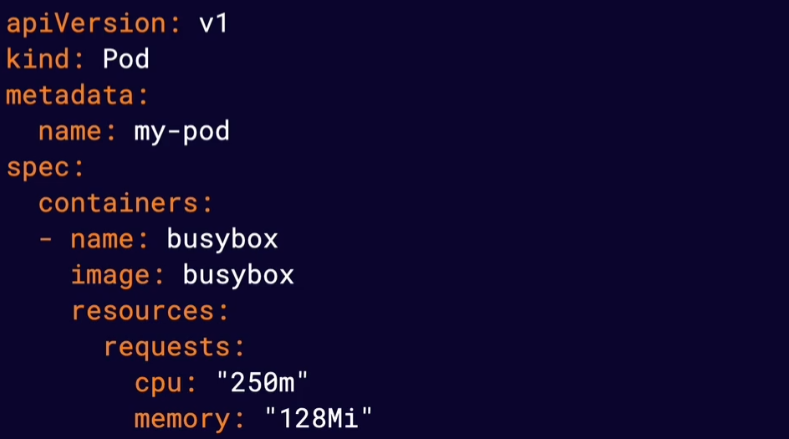 apiVersion: v1
kind: Pod
metadata:
  name: my-pod
spec:
  containers:
  - name: busybox
    image: busybox
    resources:
      requests:
        cpu: "250m"
        memory: "128Mi"